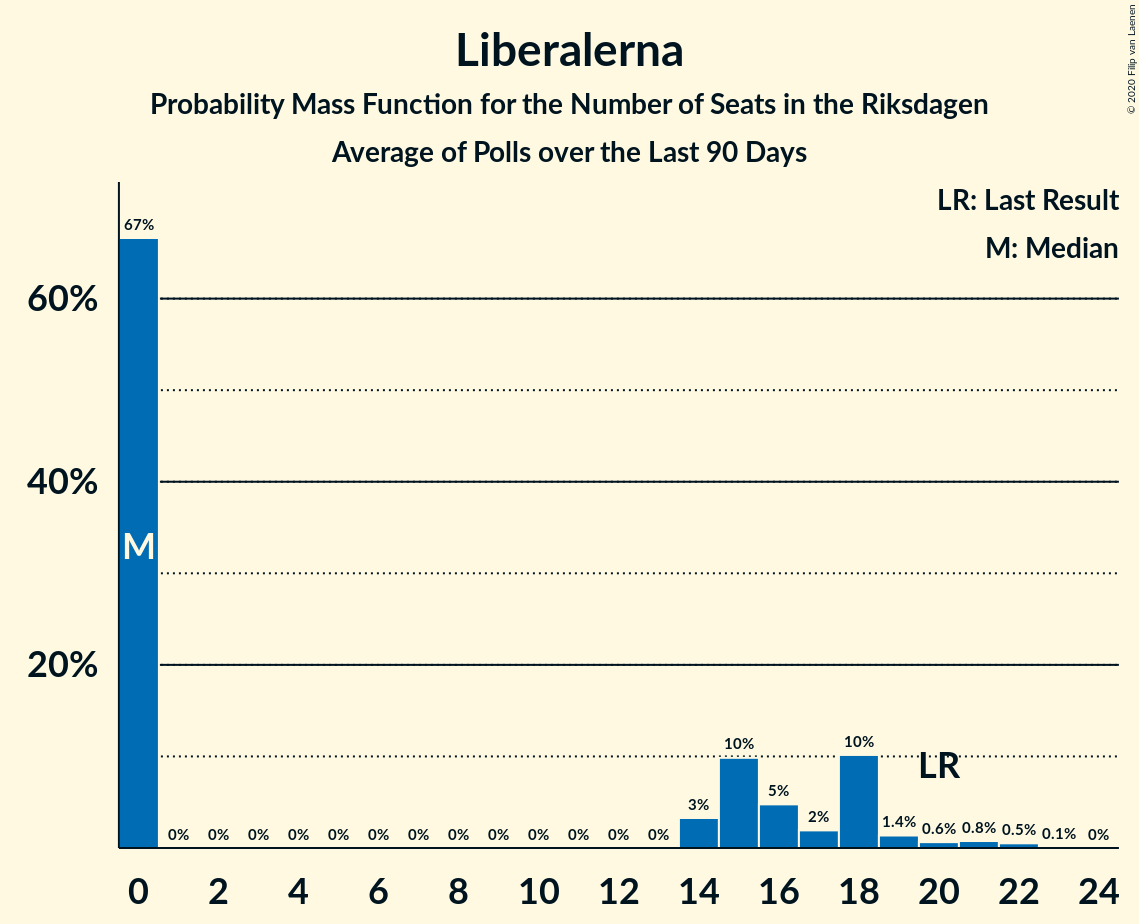 Liberalerna
Probability Mass Function for the Number of Seats in the Riksdagen
Average of Polls over the Last 90 Days
© 2020 Filip van Laenen
LR: Last Result
M: Median
60%
40%
20%
67%
M
0% 0% 0% 0% 0% 0% 0% 0% 0% 0% 0% 0% 0% 3% 10% 5% 2% 10% 1.4% 0.6% 0.8% 0.5% 0.1% 0%
LR
0 2 4 6 8 10 12 14 16 18 20 22 24